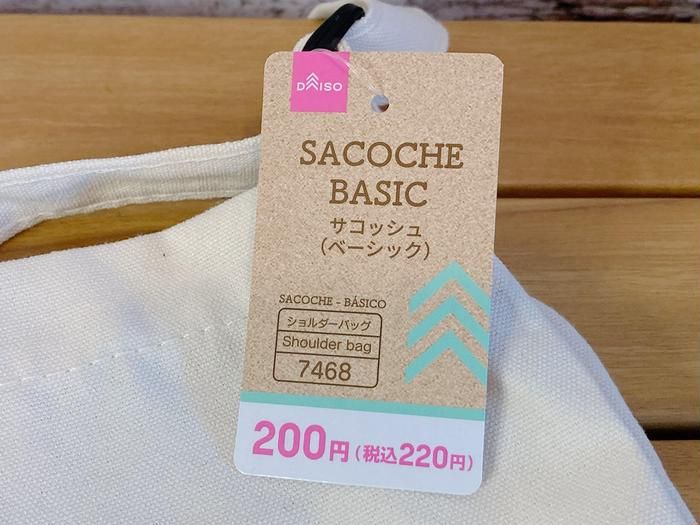 DAISO
SACOCHE
BASIC
サコッシュ
（ベーシック）
SACOCHE - BÁSICO
ショルダーバッグ
Shoulder bag
7468
200円（税込220円）